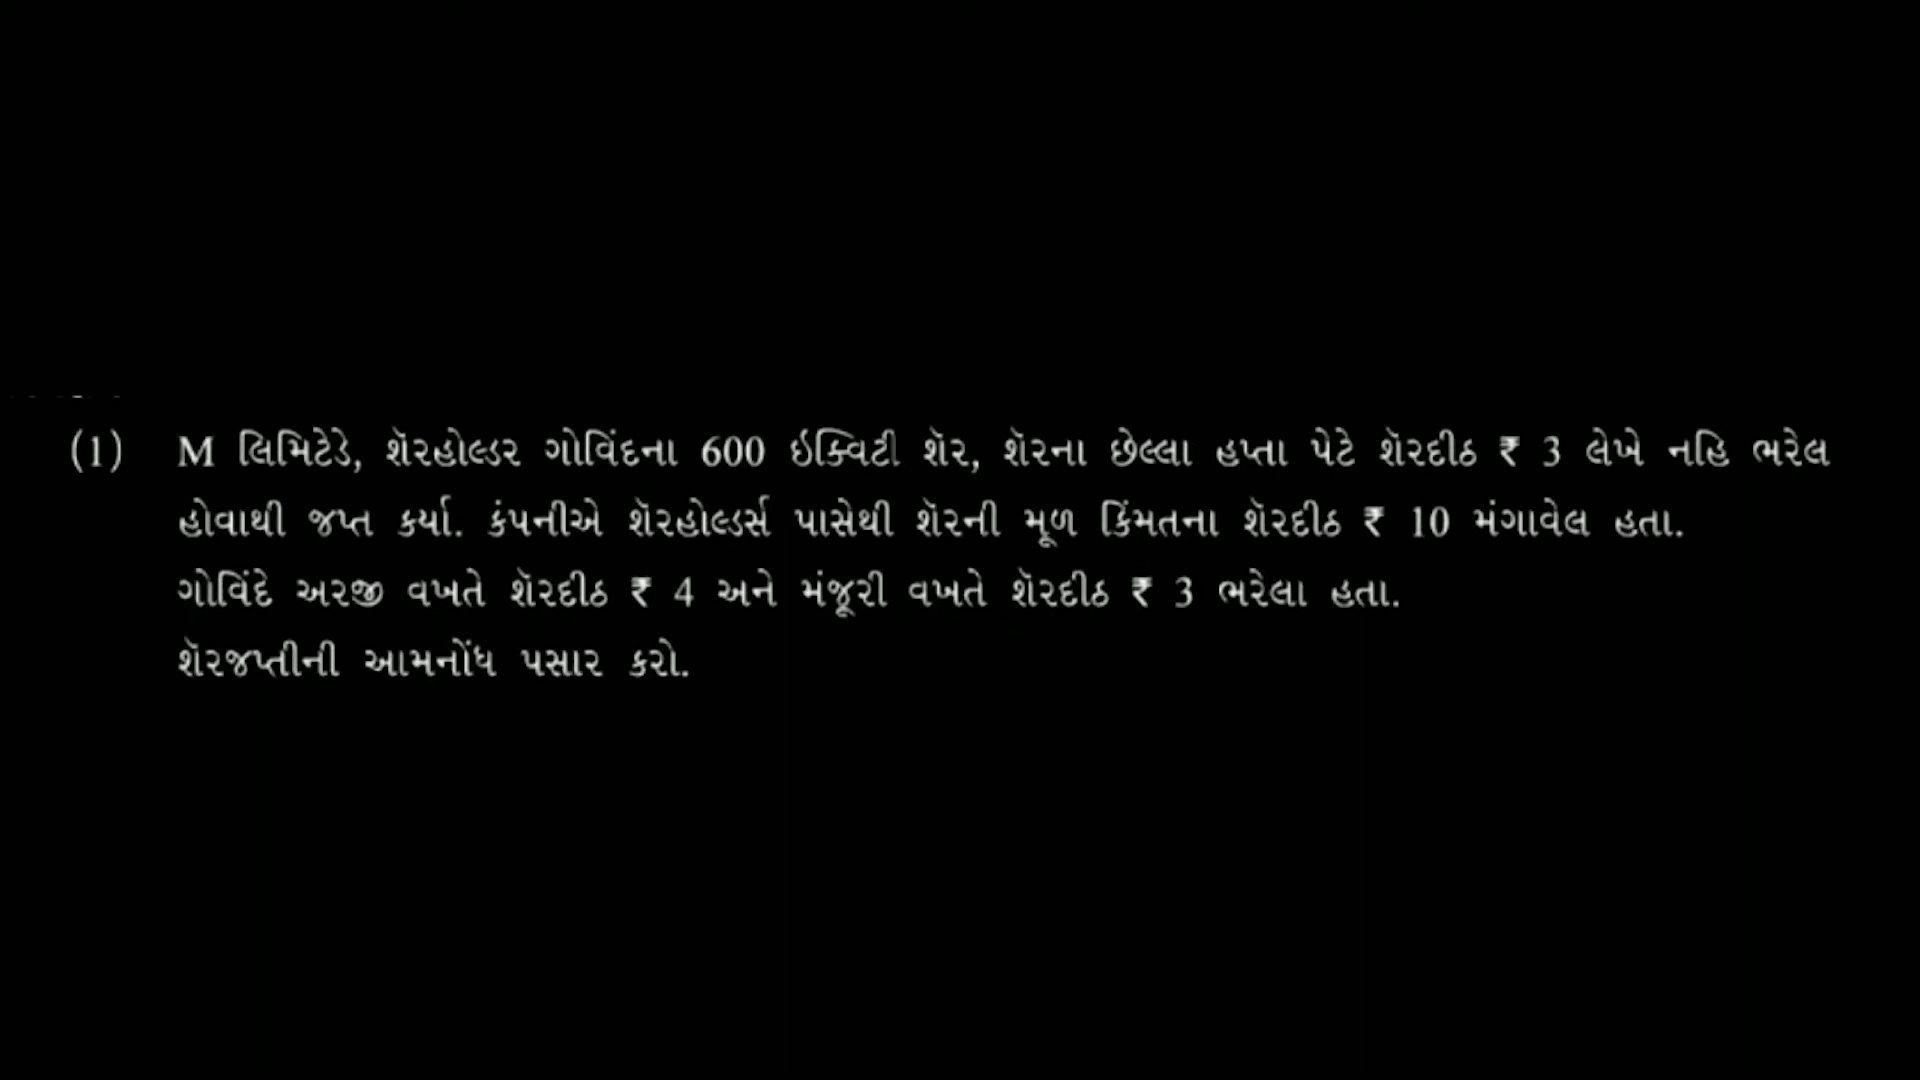 (1) M લિમિટેડે, શૅરહોલ્ડર ગોવિંદના 600 ઇક્વિટી શૅર, શૅરના છેલ્લા હપ્તા પેટે શૅરદીઠ ₹ 3 લેખે નહિ ભરેલ
હોવાથી જપ્ત કર્યા. કંપનીએ શૅરહોલ્ડર્સ પાસેથી શૅરની મૂળ કિંમતના શૅરદીઠ ₹ 10 મંગાવેલ હતા.
ગોવિંદે અરજી વખતે શૅરદીઠ ₹ 4 અને મંજૂરી વખતે શૅરદીઠ ₹ 3 ભરેલા હતા.
શૅરજપ્તીની આમનોંધ પસાર કરો.